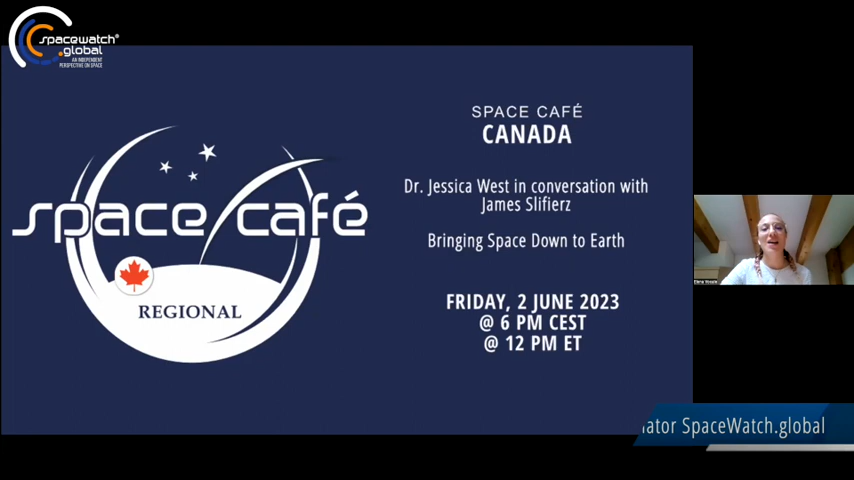 spacewatch®
.global
AN INDEPENDENT
PERSPECTIVE ON SPACE
space café
REGIONAL
SPACE CAFÉ
CANADA
Dr. Jessica West in conversation with
James Slifierz
Bringing Space Down to Earth
FRIDAY, 2 JUNE 2023
@ 6 PM CEST
@ 12 PM ET
ator SpaceWatch.global